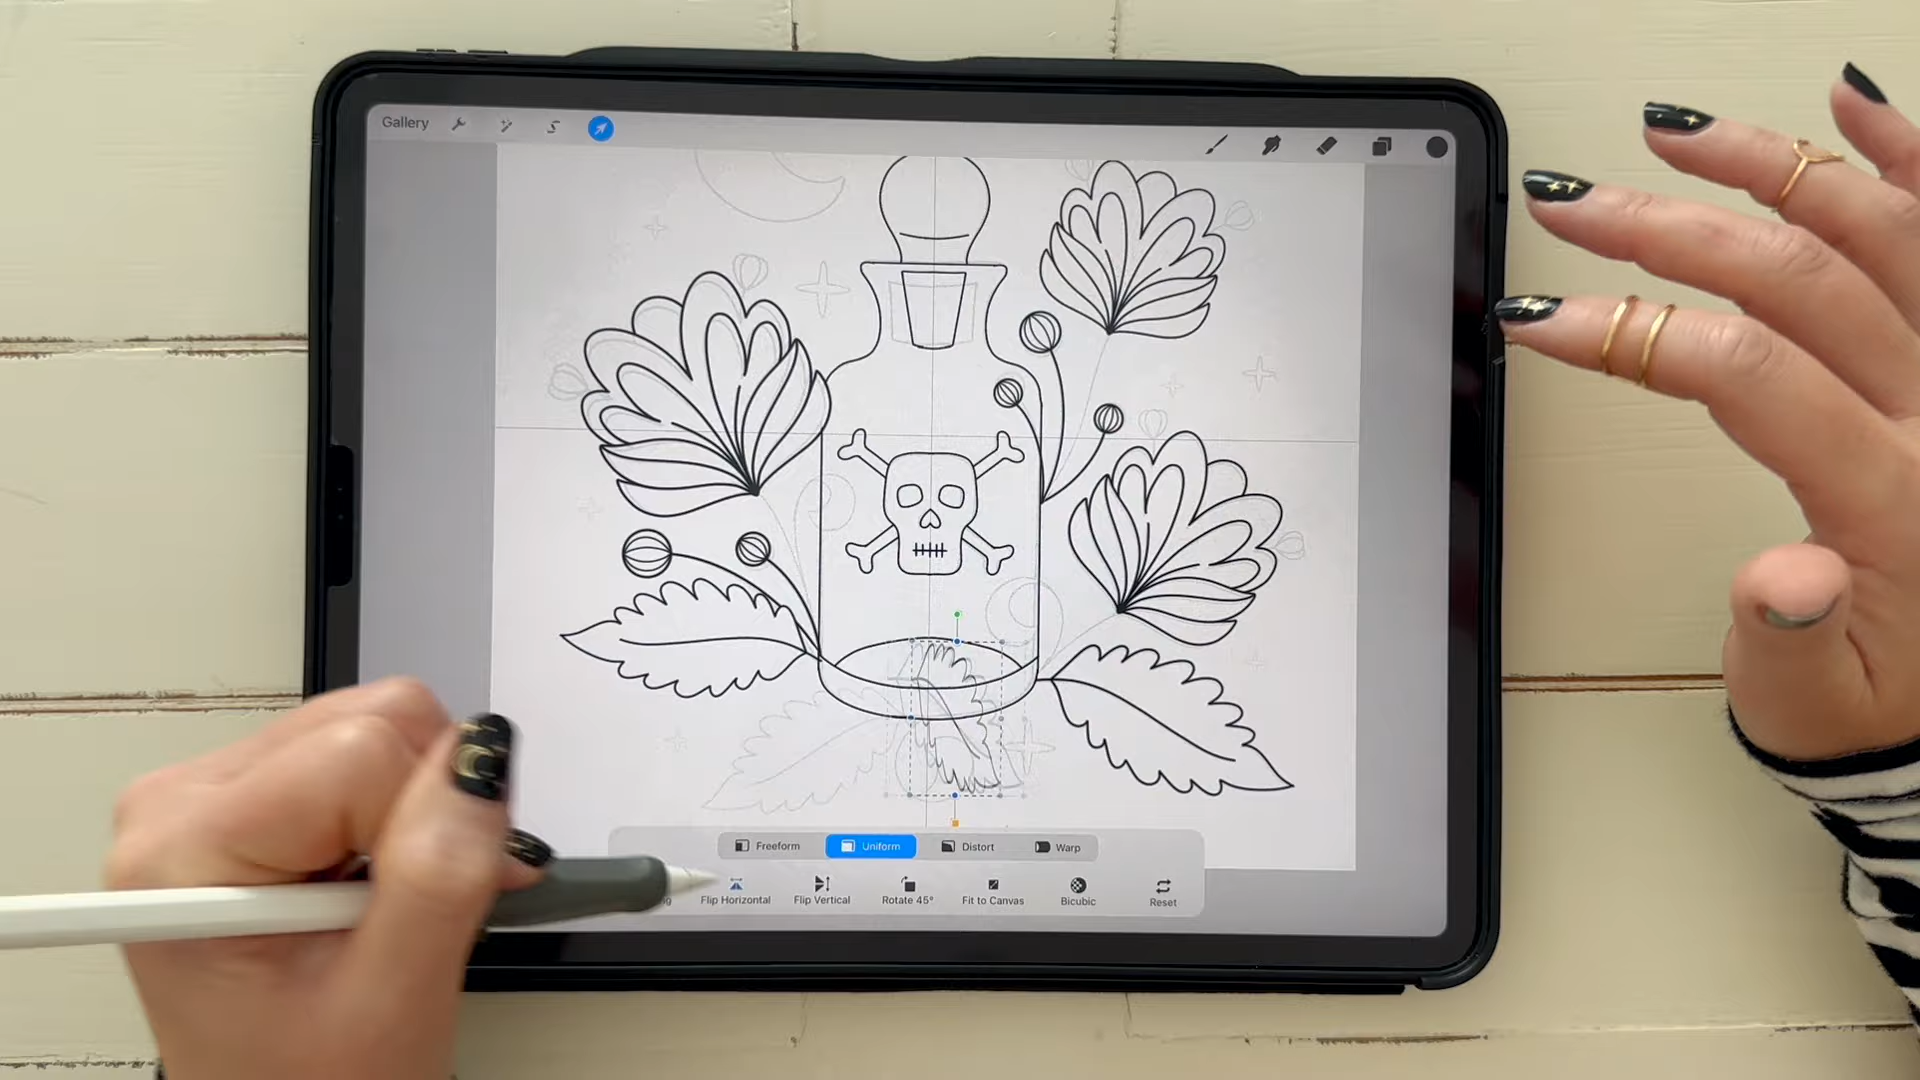 Gallery
Freeform Uniform Distort Warp
Flip Horizontal Flip Vertical Rotate 45° Fit to Canvas Bicubic Reset